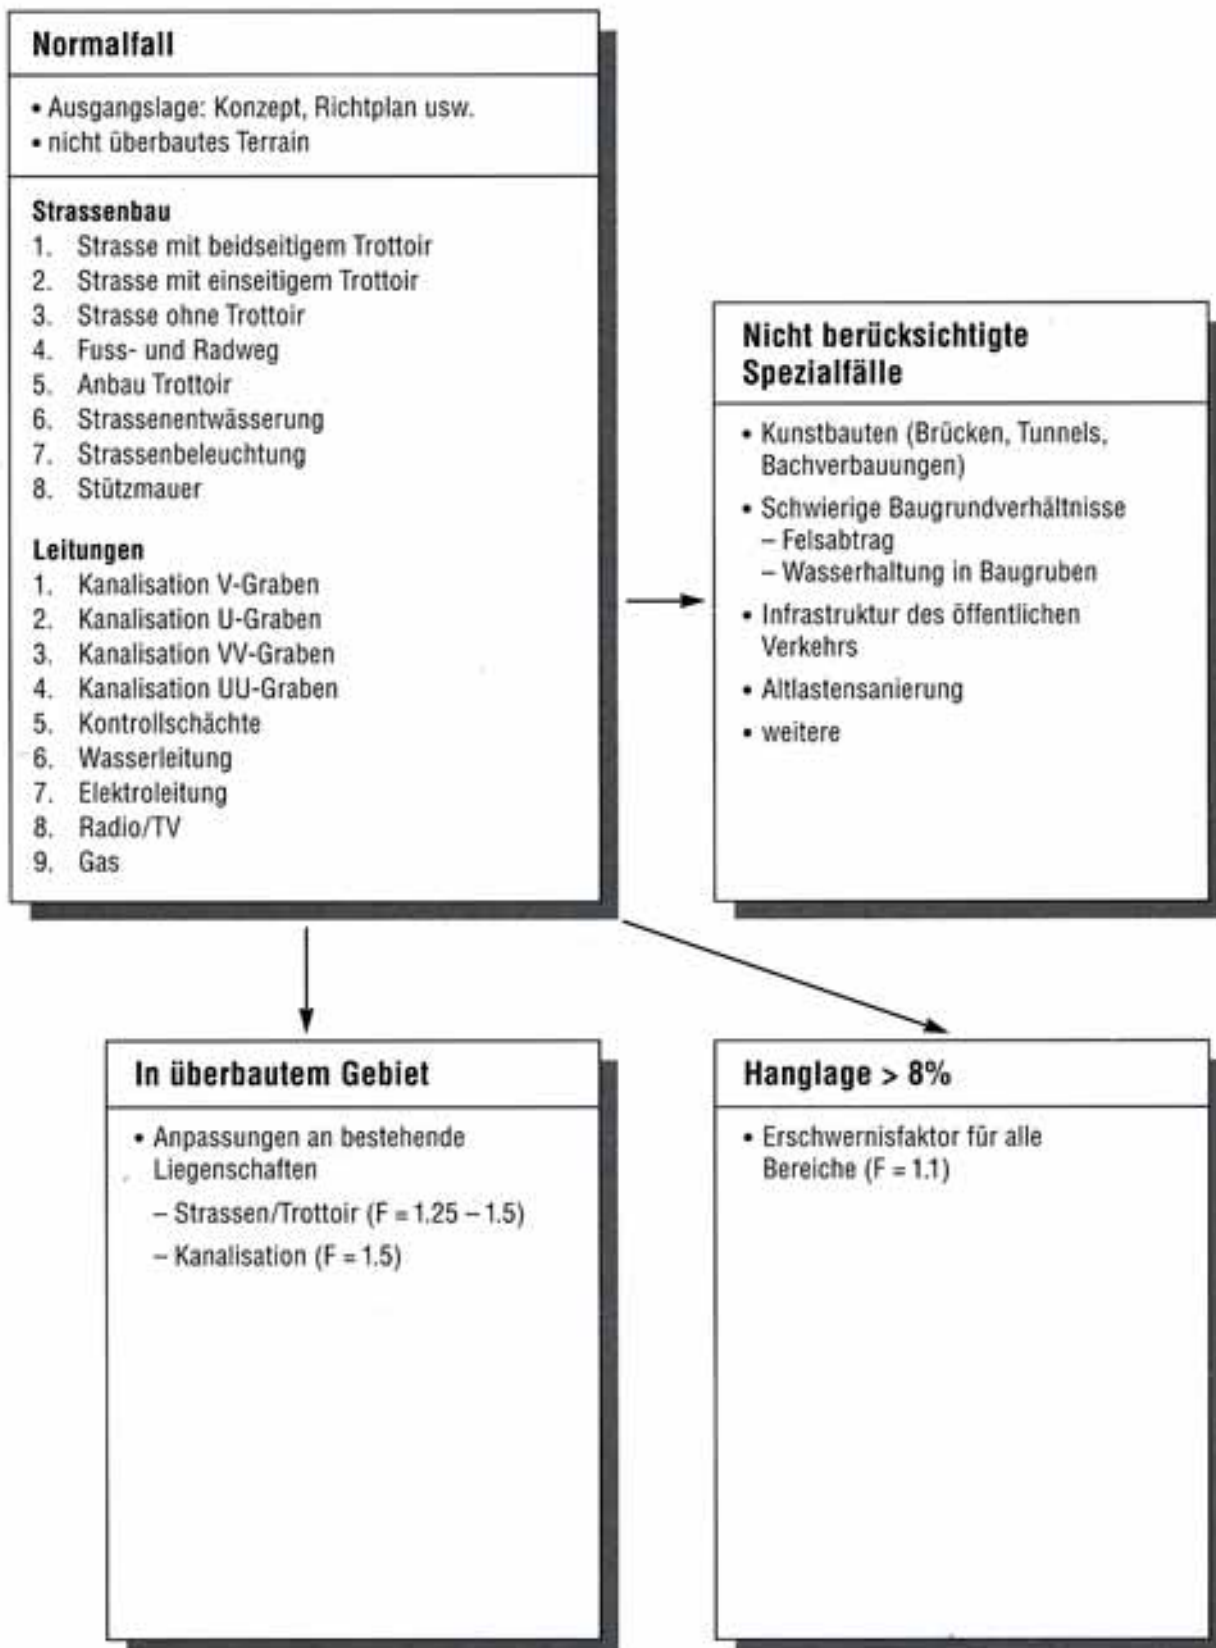 Normalfall
• Ausgangslage: Konzept, Richtplan usw.
• nicht überbautes Terrain
Strassenbau
1. Strasse mit beidseitigem Trottoir
2. Strasse mit einseitigem Trottoir
3. Strasse ohne Trottoir
4. Fuss- und Radweg
5. Anbau Trottoir
6. Strassenentwässerung
7. Strassenbeleuchtung
8. Stützmauer
Leitungen
1. Kanalisation V-Graben
2. Kanalisation U-Graben
3. Kanalisation VV-Graben
4. Kanalisation UU-Graben
5. Kontrollschächte
6. Wasserleitung
7. Elektroleitung
8. Radio/TV
9. Gas
Nicht berücksichtigte
Spezialfälle
• Kunstbauten (Brücken, Tunnels,
Bachverbauungen)
• Schwierige Baugrundverhältnisse
– Felsabtrag
– Wasserhaltung in Baugruben
• Infrastruktur des öffentlichen
Verkehrs
• Altlastensanierung
• weitere
In überbautem Gebiet
• Anpassungen an bestehende
Liegenschaften
– Strassen/Trottoir (F = 1.25 – 1.5)
– Kanalisation (F = 1.5)
Hanglage > 8%
• Erschwernisfaktor für alle
Bereiche (F = 1.1)